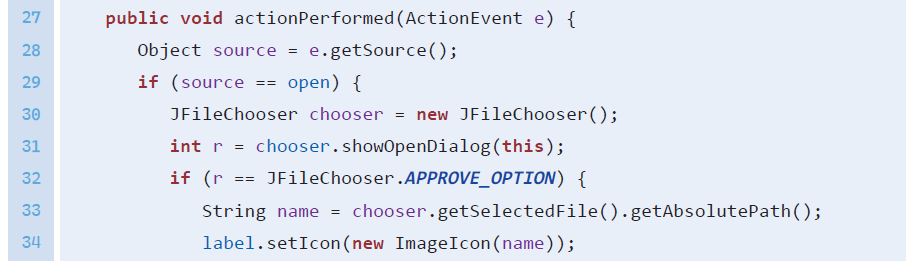 27 public void actionPerformed(ActionEvent e) {
28 Object source = e.getSource();
29 if (source == open) {
30 JFileChooser chooser = new JFileChooser();
31 int r = chooser.showOpenDialog(this);
32 if (r == JFileChooser.APPROVE_OPTION) {
33 String name = chooser.getSelectedFile().getAbsolutePath();
34 label.setIcon(new ImageIcon(name));